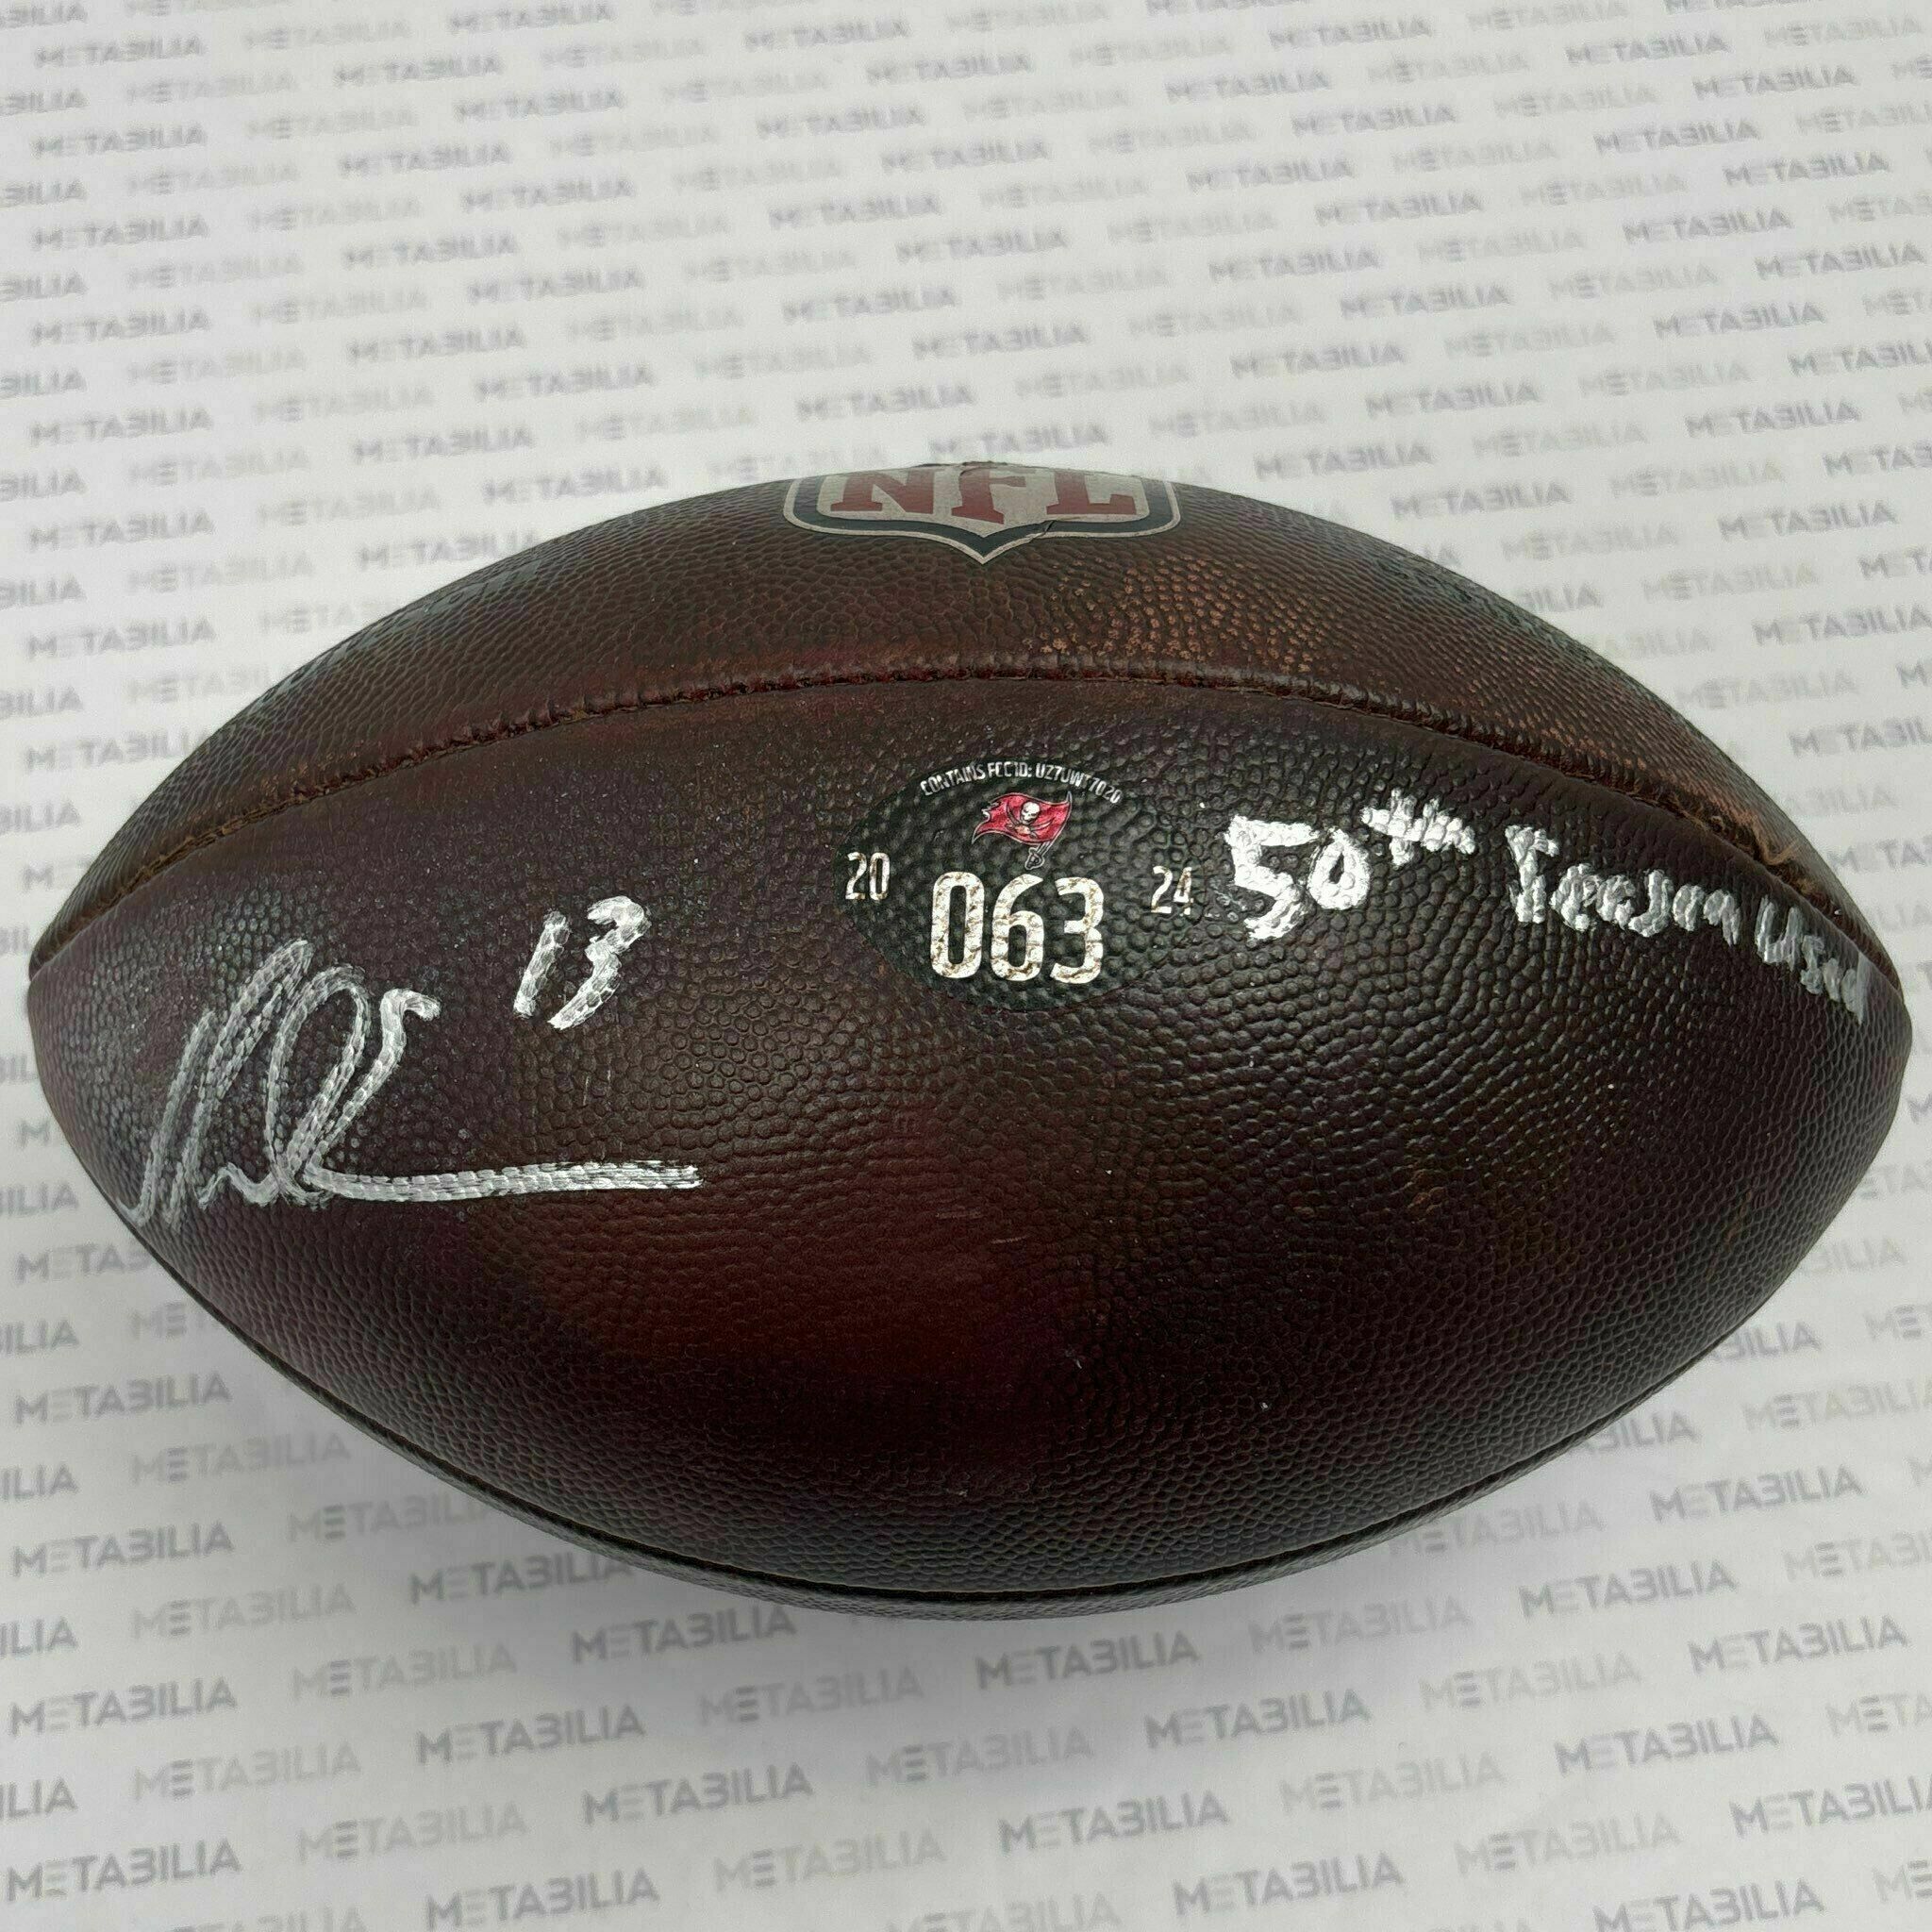 NFL
CONTAINS FCC ID: UZ7UWT7020
20 063 24
50th Season Used
13
METABILIA